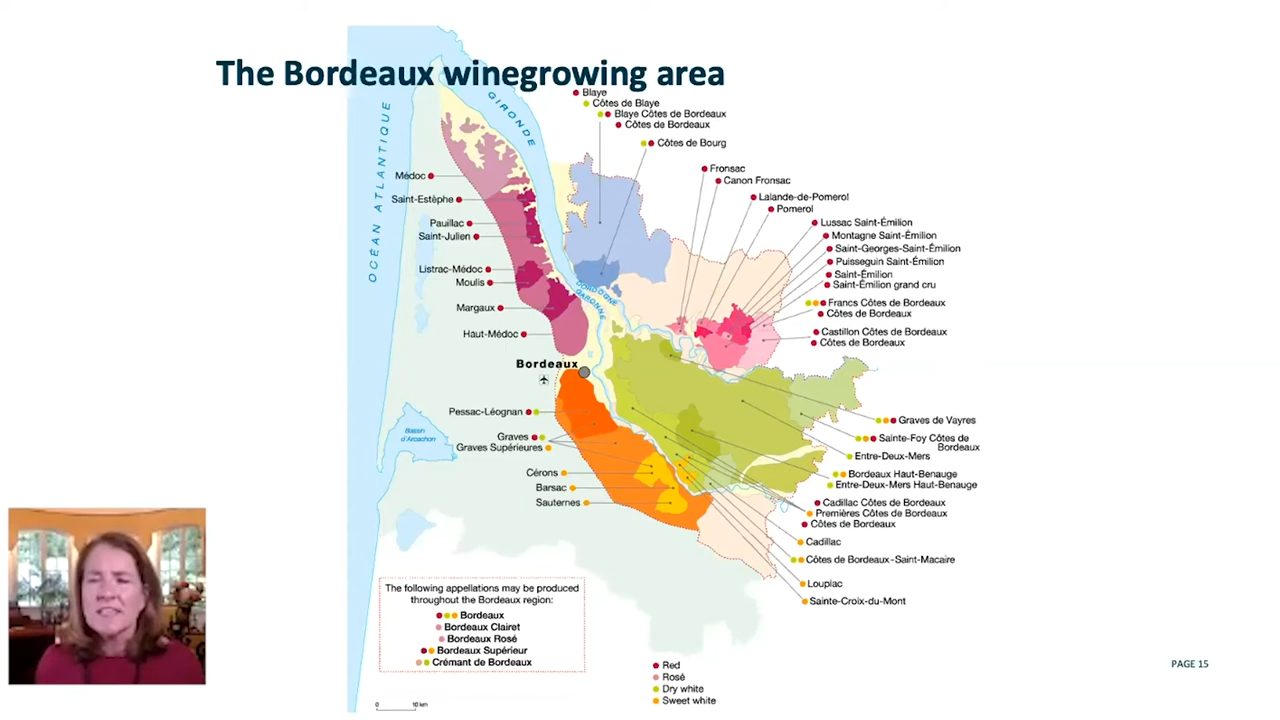 The Bordeaux winegrowing area
OCÉAN ATLANTIQUE
GIRONDE
Blaye
Côtes de Blaye
Blaye Côtes de Bordeaux
Côtes de Bordeaux
Côtes de Bourg
Fronsac
Canon Fronsac
Lalande-de-Pomerol
Pomerol
Lussac Saint-Émilion
Montagne Saint-Émilion
Saint-Georges-Saint-Émilion
Puisseguin Saint-Émilion
Saint-Émilion
Saint-Émilion grand cru
Francs Côtes de Bordeaux
Côtes de Bordeaux
Castillon Côtes de Bordeaux
Côtes de Bordeaux
Médoc
Saint-Estèphe
Pauillac
Saint-Julien
Listrac-Médoc
Moulis
Margaux
Haut-Médoc
DORDOGNE
GARONNE
Bordeaux
Pessac-Léognan
Graves
Graves Supérieures
Cérons
Barsac
Sauternes
Bassin
d'Arcachon
Graves de Vayres
Sainte-Foy Côtes de
Bordeaux
Entre-Deux-Mers
Bordeaux Haut-Benauge
Entre-Deux-Mers Haut-Benauge
Cadillac Côtes de Bordeaux
Premières Côtes de Bordeaux
Côtes de Bordeaux
Cadillac
Côtes de Bordeaux-Saint-Macaire
Loupiac
Sainte-Croix-du-Mont
The following appellations may be produced
throughout the Bordeaux region:
Bordeaux
Bordeaux Clairet
Bordeaux Rosé
Bordeaux Supérieur
Crémant de Bordeaux
Red
Rosé
Dry white
Sweet white
0 10 km
PAGE 15